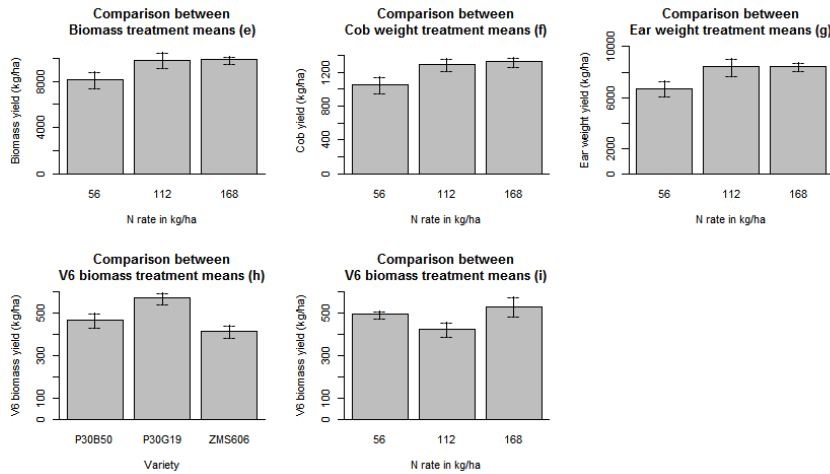 Comparison between
Biomass treatment means (e)
Biomass yield (kg/ha)
0
4000
8000
56
112
168
N rate in kg/ha
Comparison between
Cob weight treatment means (f)
Cob yield (kg/ha)
0
400
800
1200
56
112
168
N rate in kg/ha
Comparison between
Ear weight treatment means (g)
Ear weight yield (kg/ha)
0
2000
6000
10000
56
112
168
N rate in kg/ha
Comparison between
V6 biomass treatment means (h)
V6 biomass yield (kg/ha)
0
100
300
500
P30B50
P30G19
ZMS606
Variety
Comparison between
V6 biomass treatment means (i)
V6 biomass yield (kg/ha)
0
100
300
500
56
112
168
N rate in kg/ha